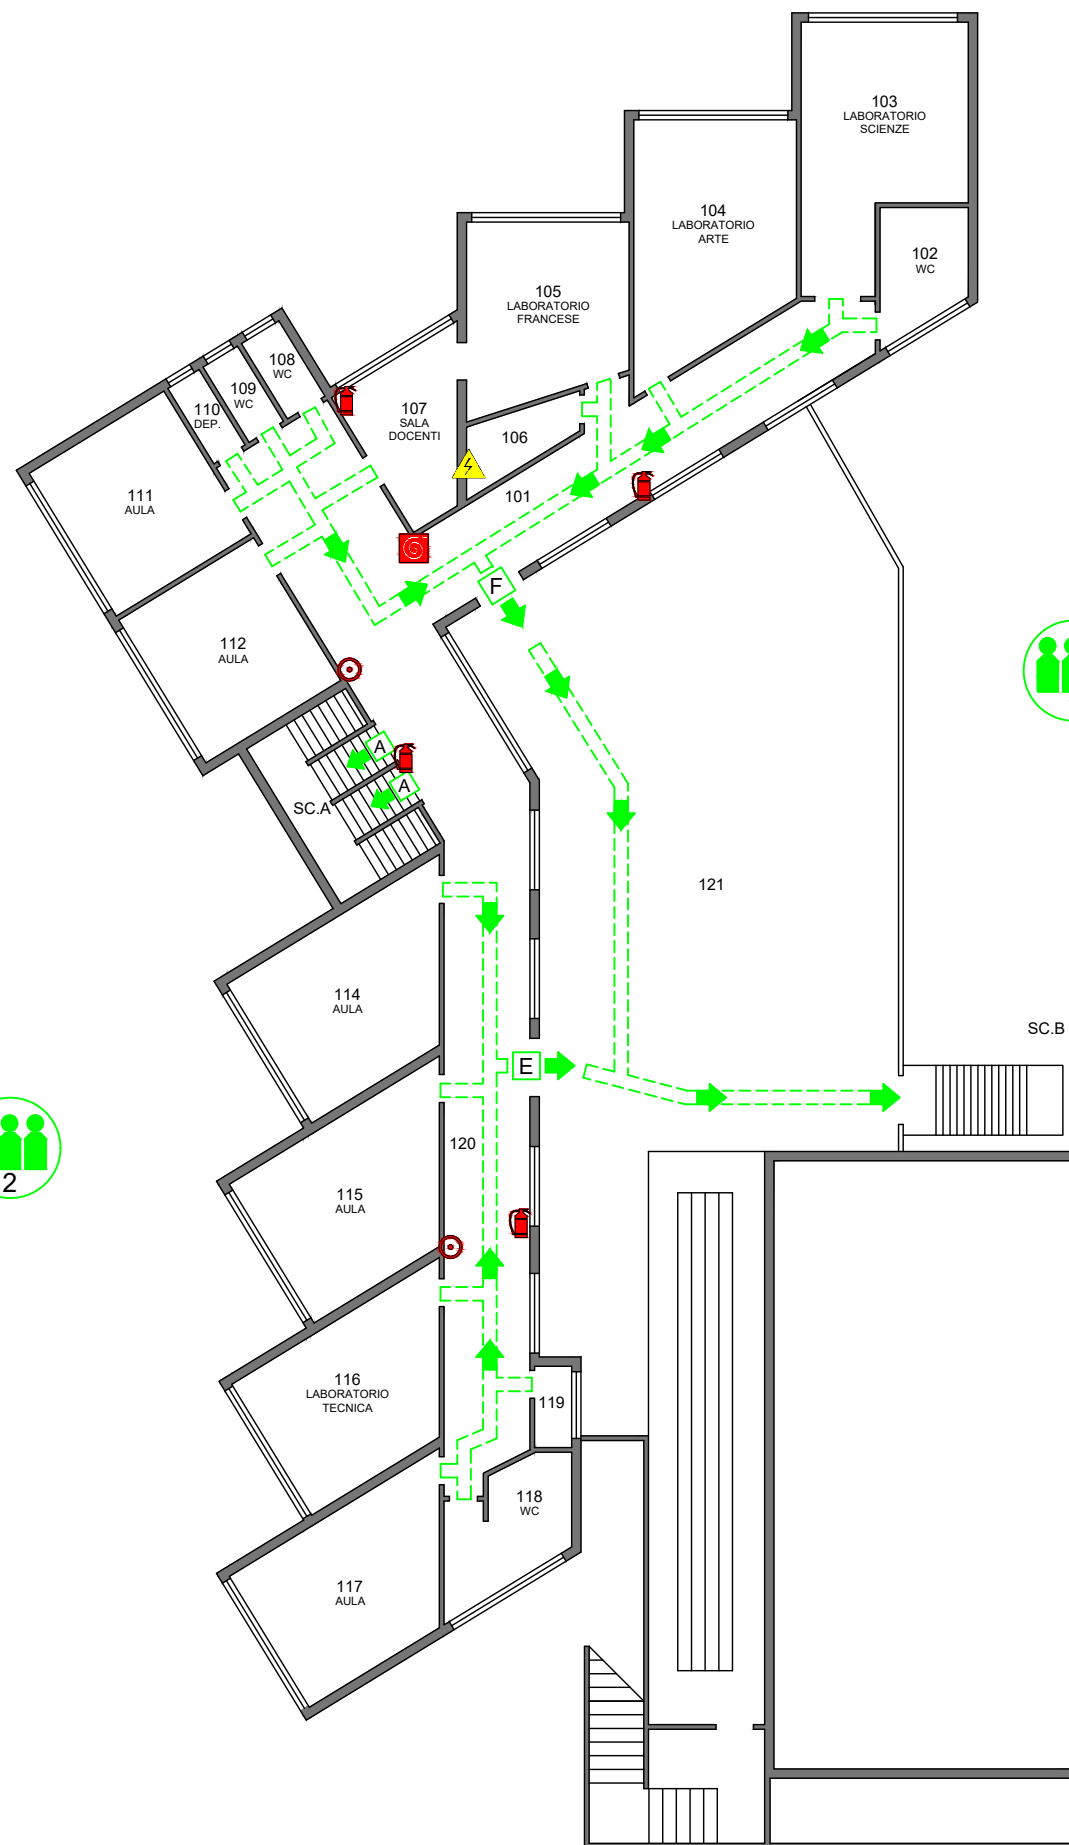 103
LABORATORIO
SCIENZE
104
LABORATORIO
ARTE
102
WC
105
LABORATORIO
FRANCESE
108
WC
109
WC
110
DEP.
107
SALA
DOCENTI
106
101
111
AULA
F
112
AULA
A
A
SC.A
121
114
AULA
SC.B
E
120
2
115
AULA
116
LABORATORIO
TECNICA
119
118
WC
117
AULA